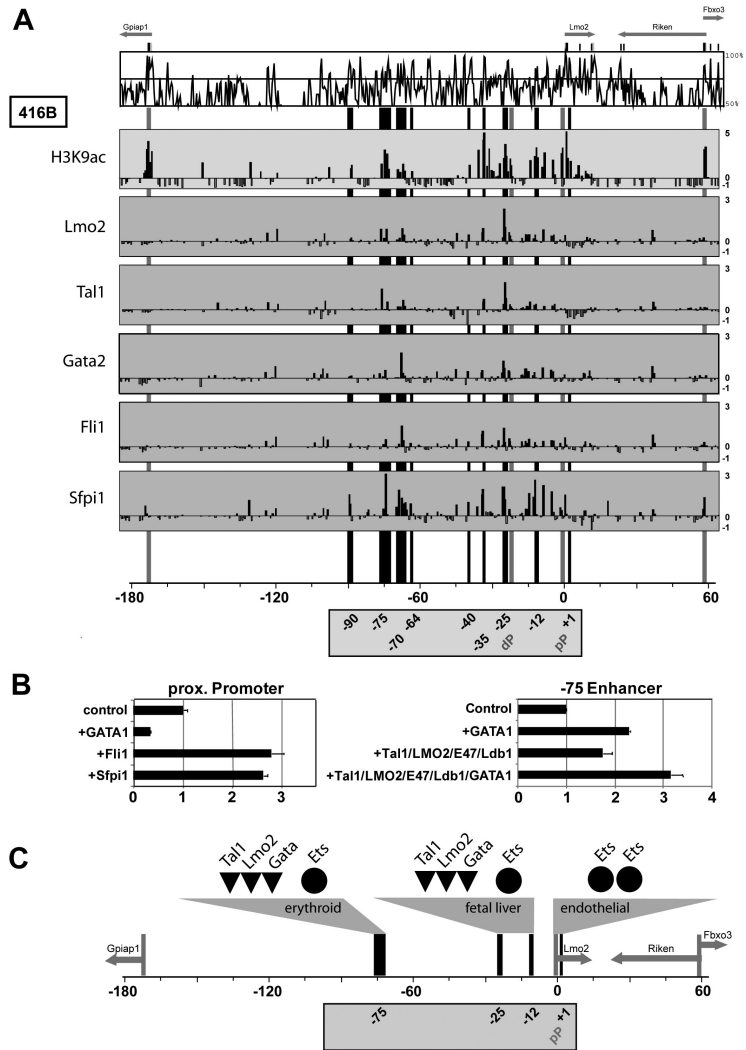 A
Gpiap1
Lmo2
Riken
Fbxo3
100%
50%
416B
H3K9ac
5
0
-1
Lmo2
3
0
-1
Tal1
3
0
-1
Gata2
3
0
-1
Fli1
3
0
-1
Sfpi1
3
0
-1
-180 -120 -60 0 60
-90 -75 -70 -64 -40 -35 -25 dP -12 pP +1
B
prox. Promoter
control
+GATA1
+Fli1
+Sfpi1
0 1 2 3
-75 Enhancer
Control
+GATA1
+Tal1/LMO2/E47/Ldb1
+Tal1/LMO2/E47/Ldb1/GATA1
0 1 2 3 4
C
Tal1 Lmo2 Gata Ets
Tal1 Lmo2 Gata Ets
Ets Ets
erythroid
fetal liver
endothelial
Gpiap1
Lmo2
Riken
Fbxo3
-180 -120 -60 0 60
-75 -25 -12 pP +1